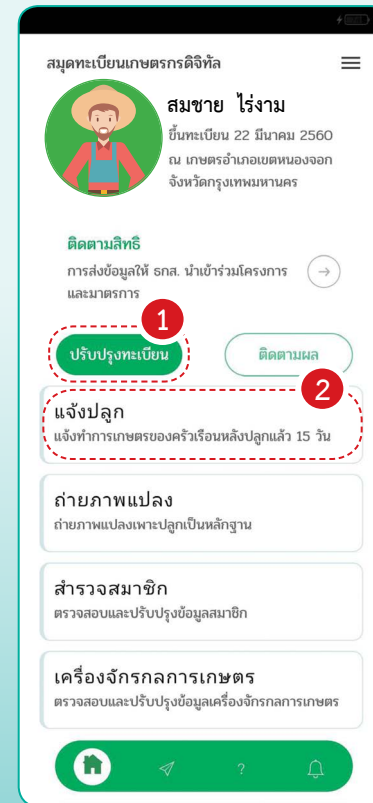 สมุดทะเบียนเกษตรกรดิจิทัล
สมชาย ไร่งาม
ขึ้นทะเบียน 22 มีนาคม 2560
ณ เกษตรอำเภอเขตหนองจอก
จังหวัดกรุงเทพมหานคร
ติดตามสิทธิ์
การส่งข้อมูลให้ ธกส. นำเข้าร่วมโครงการ
และมาตรการ
1
ปรับปรุงทะเบียน
ติดตามผล
2
แจ้งปลูก
แจ้งทำการเกษตรของครัวเรือนหลังปลูกแล้ว 15 วัน
ถ่ายภาพแปลง
ถ่ายภาพแปลงเพาะปลูกเป็นหลักฐาน
สำรวจสมาชิก
ตรวจสอบและปรับปรุงข้อมูลสมาชิก
เครื่องจักรกลการเกษตร
ตรวจสอบและปรับปรุงข้อมูลเครื่องจักรกลการเกษตร
?